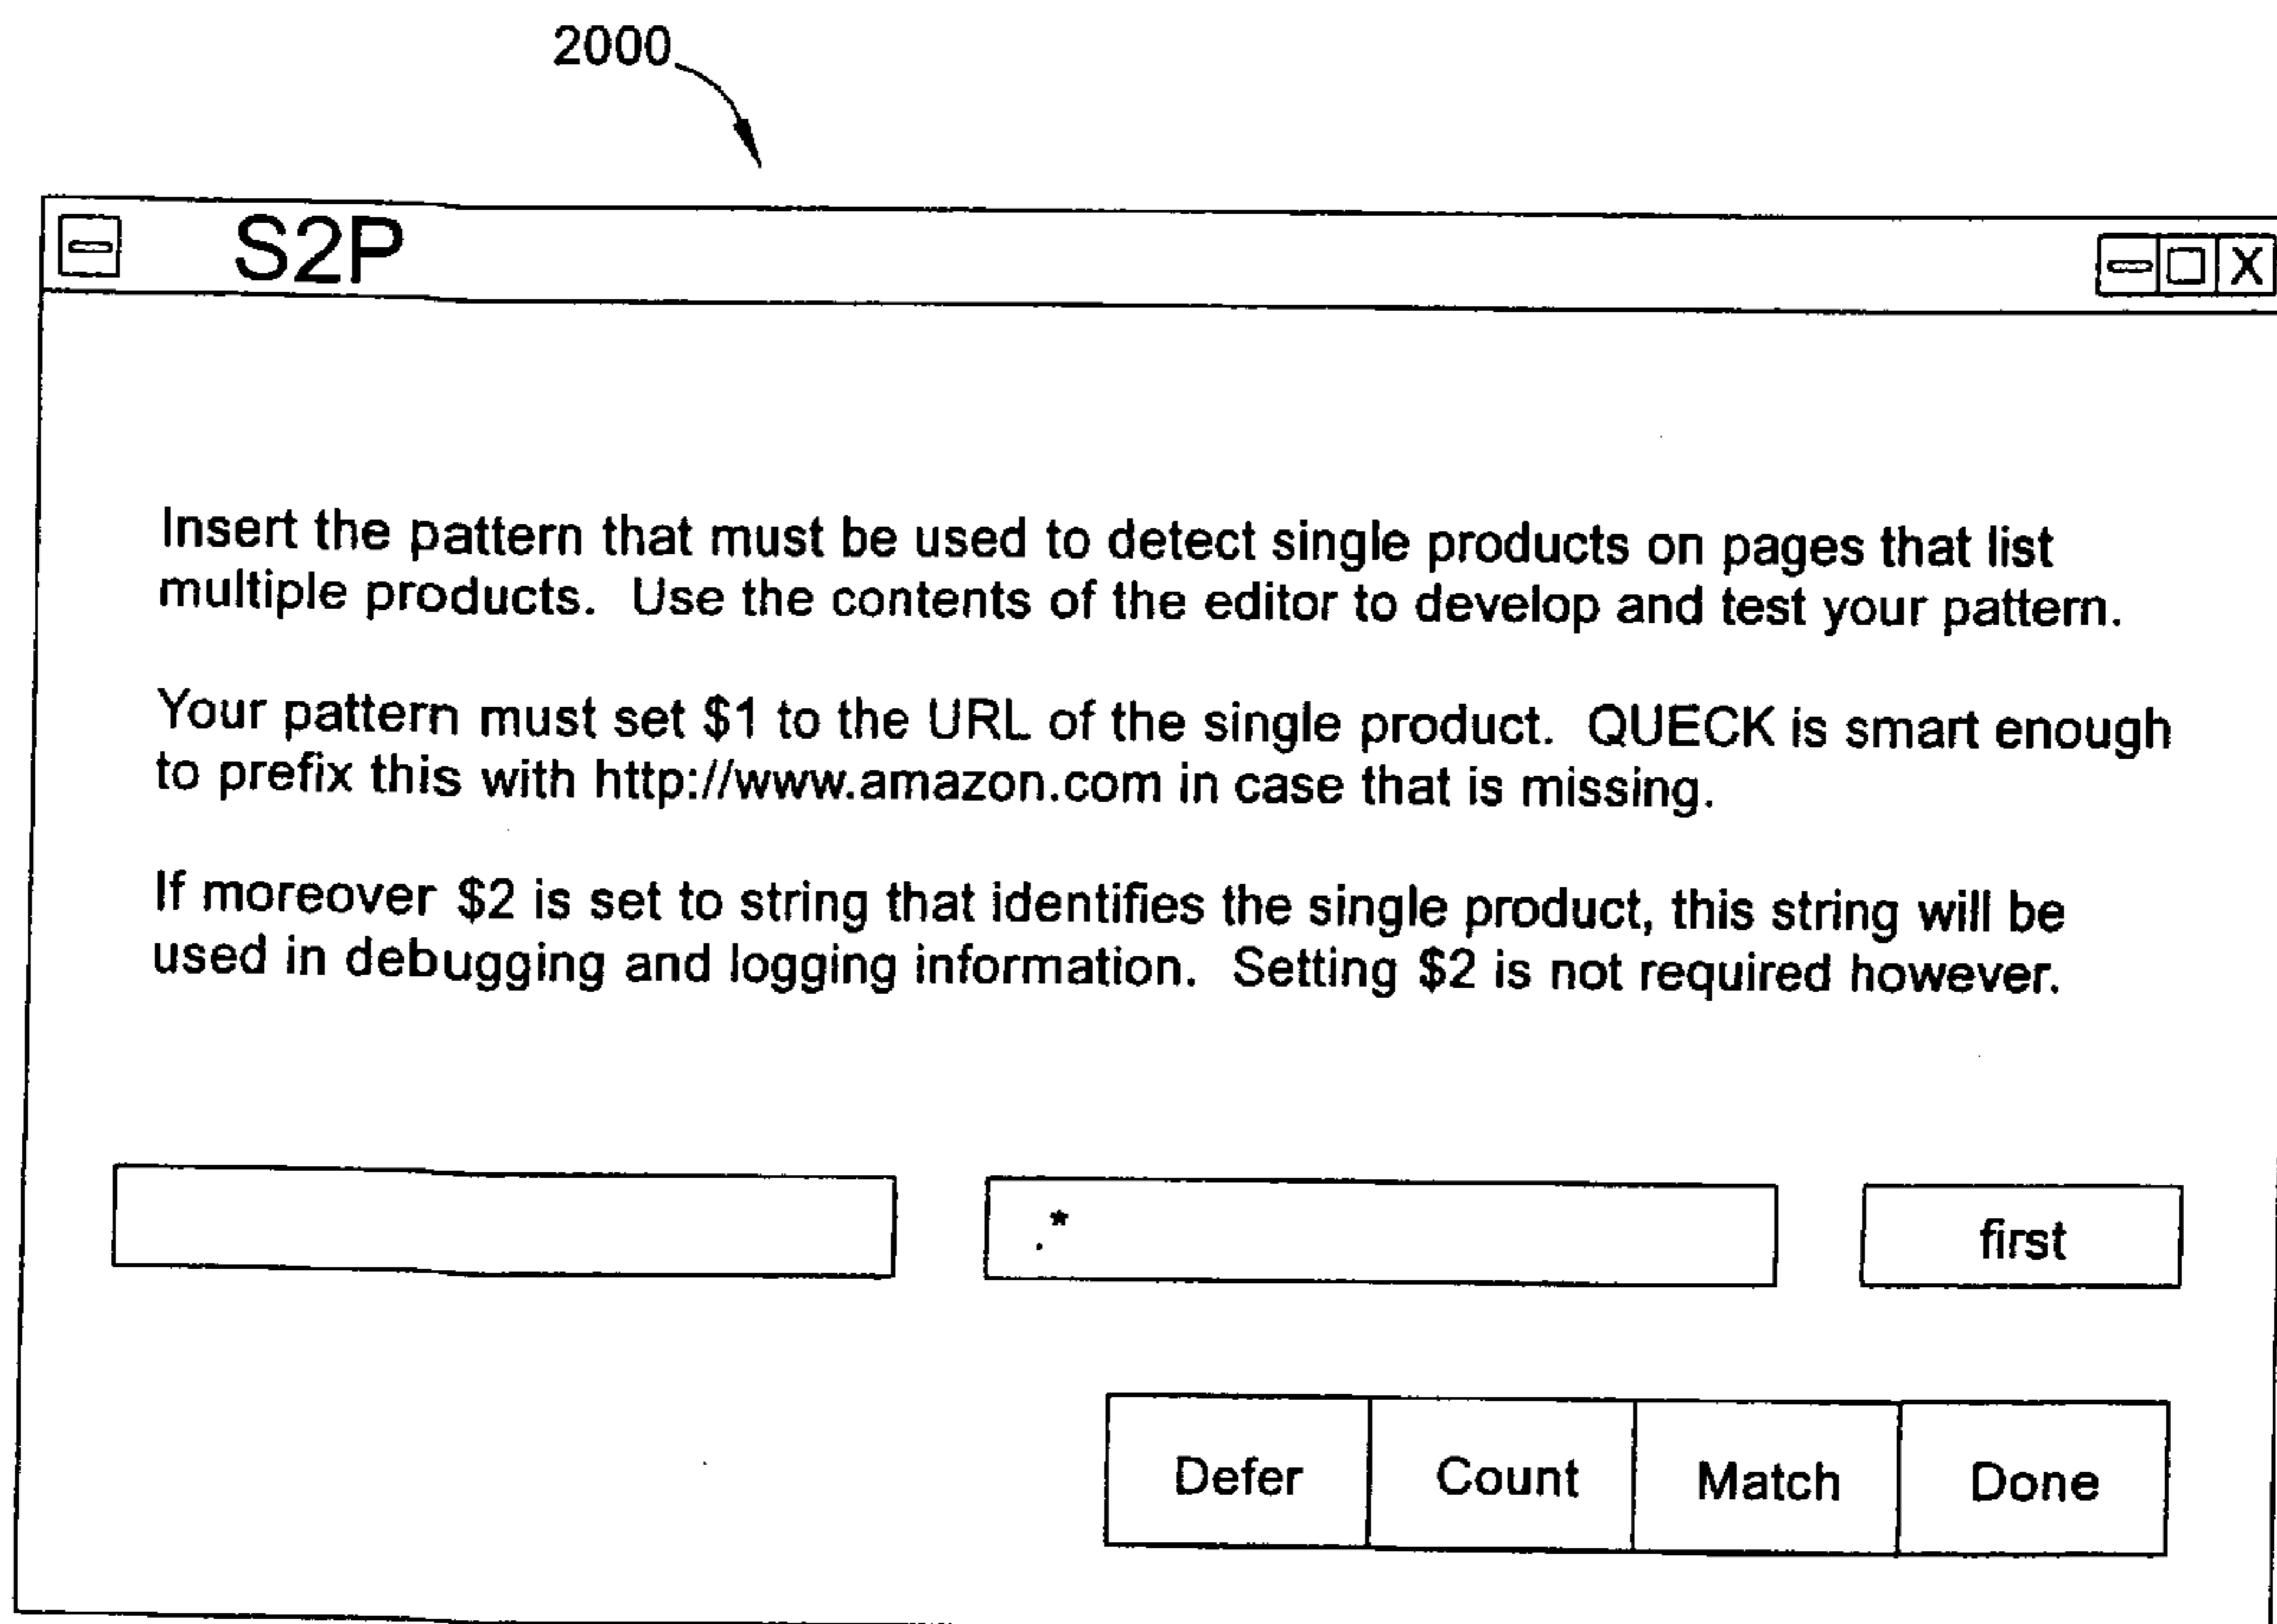 2000
S2P
X
Insert the pattern that must be used to detect single products on pages that list
multiple products. Use the contents of the editor to develop and test your pattern.
Your pattern must set $1 to the URL of the single product. QUECK is smart enough
to prefix this with http://www.amazon.com in case that is missing.
If moreover $2 is set to string that identifies the single product, this string will be
used in debugging and logging information. Setting $2 is not required however.
.* first
Defer Count Match Done